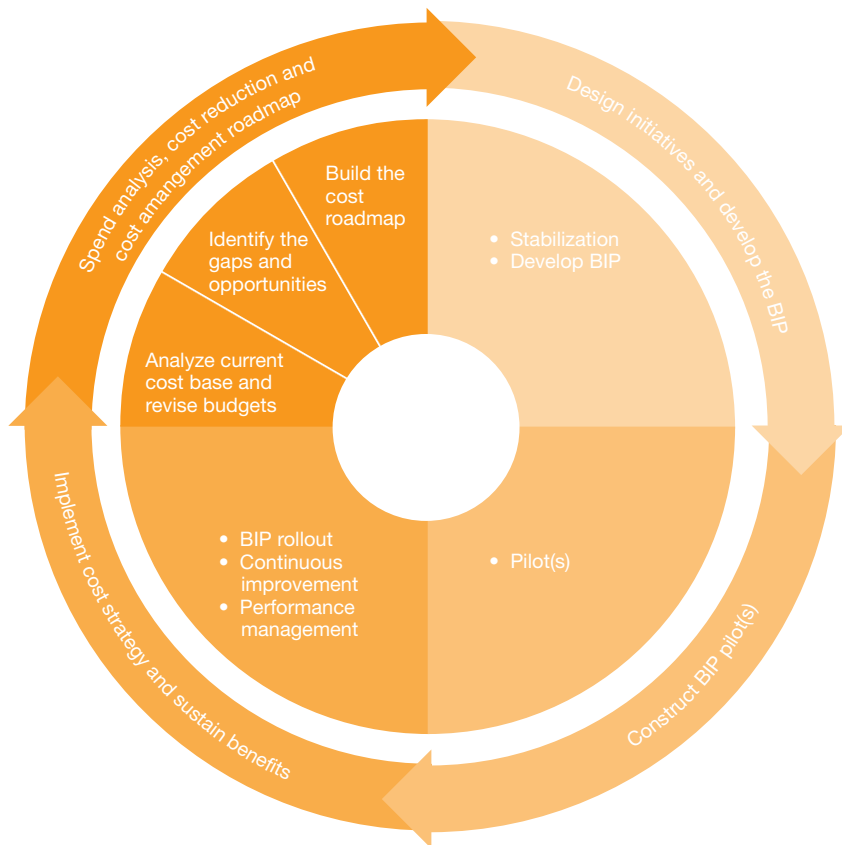 Spend analysis, cost reduction and
cost amangement roadmap
Design initiatives and develop the BIP
Construct BIP pilot(s)
Implement cost strategy and sustain benefits
Build the
cost
roadmap
Identify the
gaps and
opportunities
Analyze current
cost base and
revise budgets
• Stabilization
• Develop BIP
• Pilot(s)
• BIP rollout
• Continuous
improvement
• Performance
management